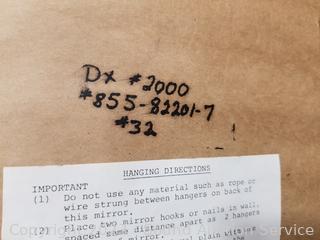 Dx #2000
#855-82201-7
#32
HANGING DIRECTIONS
IMPORTANT
(1) Do not use any material such as rope or
wire strung between hangers on back of
this mirror.
(2) Place two mirror hooks or nails in wall,
spaced same distance apart as 2 hangers
mirror.